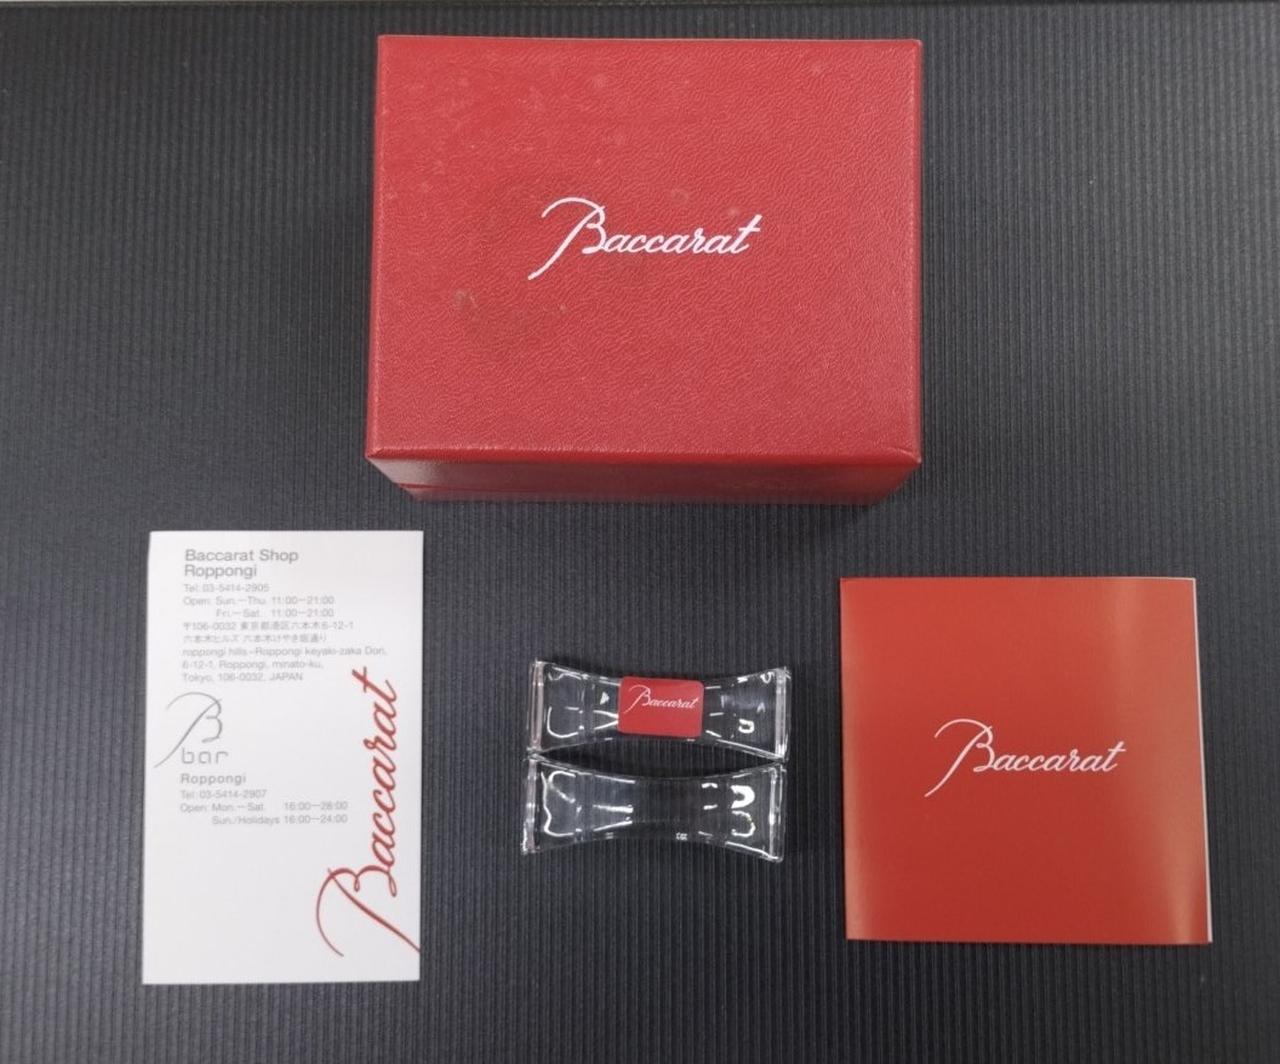 Baccarat
Baccarat Shop
Roppongi
Tel: 03-5414-2905
Open: Sun.—Thu. 11:00—21:00
Fri.—Sat. 11:00—21:00
〒106-0032 東京都港区六本木6-12-1
六本木ヒルズ 六本木けやき坂通り
roppongi hills—Roppongi keyaki-zaka Dori,
6-12-1, Roppongi, minato-ku,
Tokyo, 106-0032, JAPAN
B
bar
Roppongi
Tel: 03-5414-2907
Open: Mon.—Sat. 16:00—28:00
Sun./Holidays 16:00—24:00
Baccarat
Baccarat
Baccarat